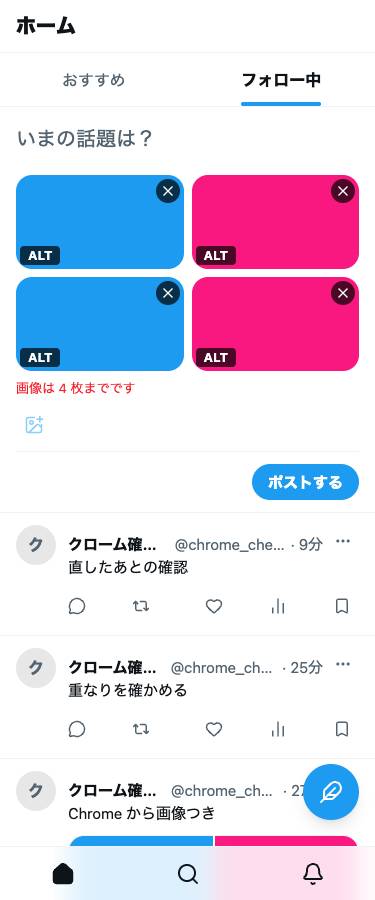 ホーム
おすすめ
フォロー中
いまの話題は？
ALT
ALT
ALT
ALT
画像は 4 枚までです
ポストする
ク
クローム確... @chrome_che... · 9分
直したあとの確認
ク
クローム確... @chrome_ch... · 25分
重なりを確かめる
ク
クローム確... @chrome_ch... · 27
Chrome から画像つき